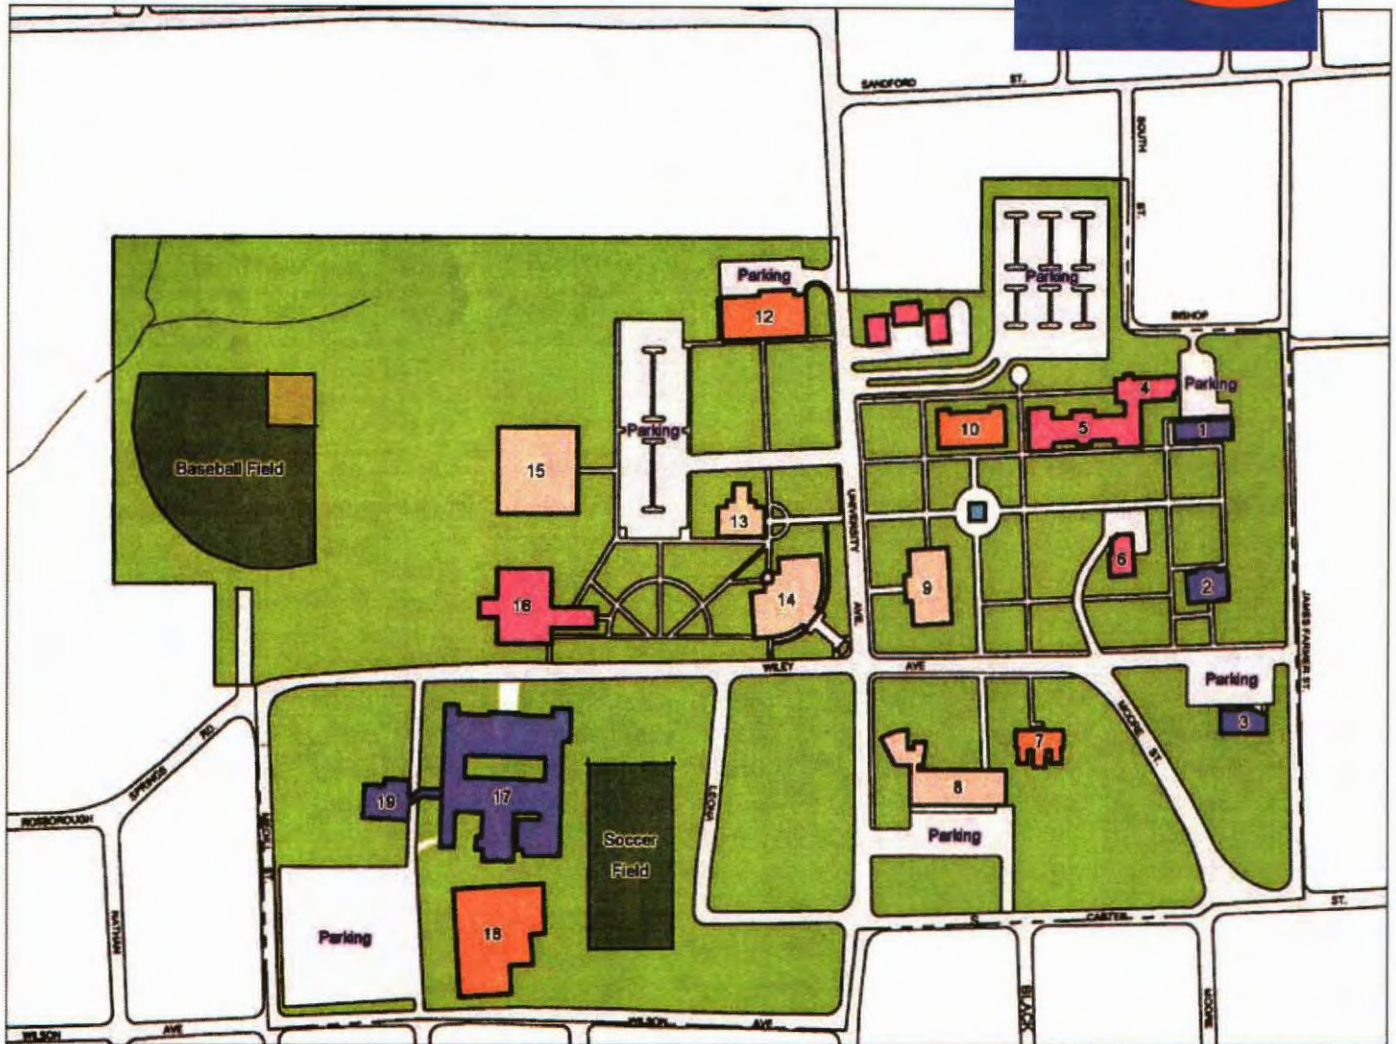 SANDFORD ST.
SOUTH ST.
Parking
Parking
12
BISHOP
4
Parking
Parking
10
5
1
Baseball Field
15
13
UNIVERSITY AVE.
6
9
2
14
16
JAMES FARMER ST.
WILEY AVE
Parking
MOORE ST.
3
7
SPRINGS RD
ROSBOROUGH
19
17
8
LEONA
Soccer
Field
Parking
S CARTER ST.
NATHAN
Parking
18
BLACK
MOORE
WILSON AVE
WILSON AVE